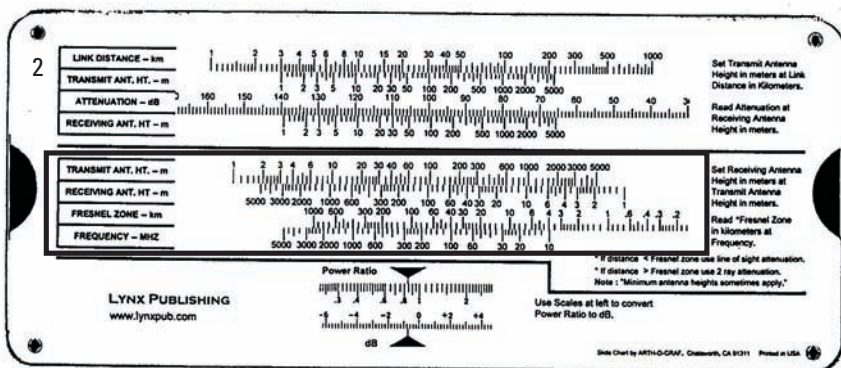 2
LINK DISTANCE – km 1 2 3 4 5 6 8 10 15 20 30 40 50 100 200 300 500 1000
TRANSMIT ANT. HT. – m 1 2 3 5 10 20 30 50 100 200 500 1000 2000 5000
ATTENUATION – dB 160 150 140 130 120 110 100 90 80 70 60 50 40
RECEIVING ANT. HT – m 1 2 3 5 10 20 30 50 100 200 500 1000 2000 5000
Set Transmit Antenna
Height in meters at Link
Distance in Kilometers.
Read Attenuation at
Receiving Antenna
Height in meters.
TRANSMIT ANT. HT – m 1 2 3 4 6 10 20 30 40 60 100 200 300 600 1000 2000 3000 5000
RECEIVING ANT. HT – m 5000 3000 2000 1000 600 300 200 100 60 40 30 20 10 6 4 3 2 1
FRESNEL ZONE – km 1000 600 300 200 100 60 40 30 20 10 6 4 3 2 1 .6 .4 .3 .2
FREQUENCY – MHZ 5000 3000 2000 1000 600 300 200 100 60 30 20 10
Set Receiving Antenna
Height in meters at
Transmit Antenna
Height in meters.
Read *Fresnel Zone
in kilometers at
Frequency.
* If distance < Fresnel zone use line of sight attenuation.
* If distance > Fresnel zone use 2 ray attenuation.
Note : "Minimum antenna heights sometimes apply."
LYNX PUBLISHING
www.lynxpub.com
Power Ratio
.3 .4 .6 .8 1 2
-6 -4 -2 0 +2 +4
dB
Use Scales at left to convert
Power Ratio to dB.
Slide Chart by ARTH-O-GRAF, Chatsworth, CA 91311 Printed in USA